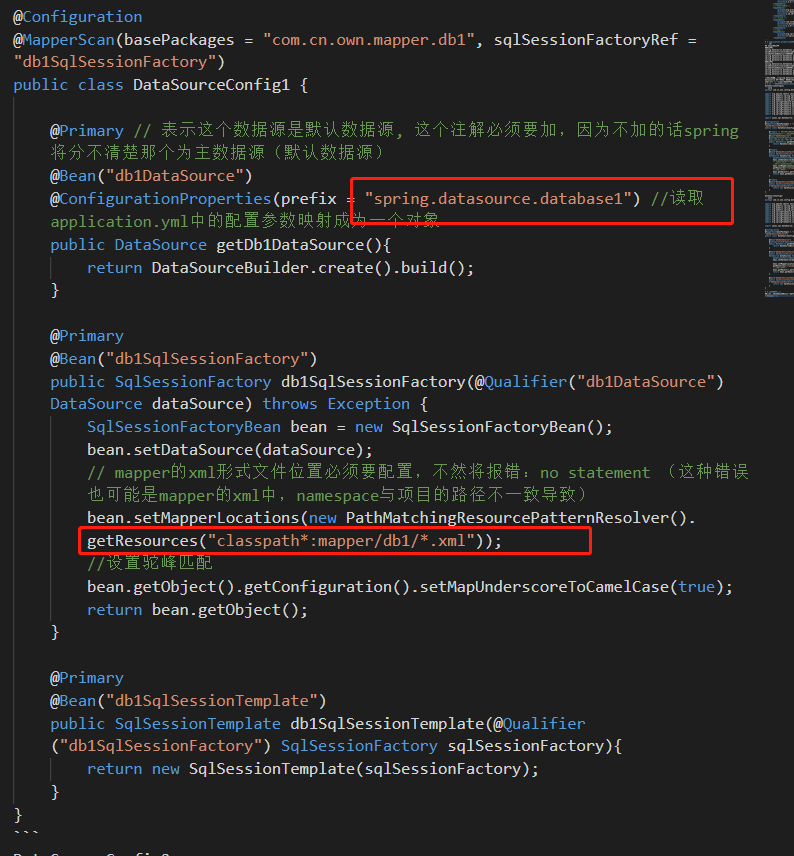 @Configuration
@MapperScan(basePackages = "com.cn.own.mapper.db1", sqlSessionFactoryRef =
"db1SqlSessionFactory")
public class DataSourceConfig1 {
@Primary // 表示这个数据源是默认数据源, 这个注解必须要加，因为不加的话spring
将分不清楚那个为主数据源（默认数据源）
@Bean("db1DataSource")
@ConfigurationProperties(prefix = "spring.datasource.database1") //读取
application.yml中的配置参数映射成为一个对象
public DataSource getDb1DataSource(){
return DataSourceBuilder.create().build();
}
@Primary
@Bean("db1SqlSessionFactory")
public SqlSessionFactory db1SqlSessionFactory(@Qualifier("db1DataSource")
DataSource dataSource) throws Exception {
SqlSessionFactoryBean bean = new SqlSessionFactoryBean();
bean.setDataSource(dataSource);
// mapper的xml形式文件位置必须要配置，不然将报错：no statement （这种错误
也可能是mapper的xml中，namespace与项目的路径不一致导致）
bean.setMapperLocations(new PathMatchingResourcePatternResolver().
getResources("classpath*:mapper/db1/*.xml"));
//设置驼峰匹配
bean.getObject().getConfiguration().setMapUnderscoreToCamelCase(true);
return bean.getObject();
}
@Primary
@Bean("db1SqlSessionTemplate")
public SqlSessionTemplate db1SqlSessionTemplate(@Qualifier
("db1SqlSessionFactory") SqlSessionFactory sqlSessionFactory){
return new SqlSessionTemplate(sqlSessionFactory);
}
}
```